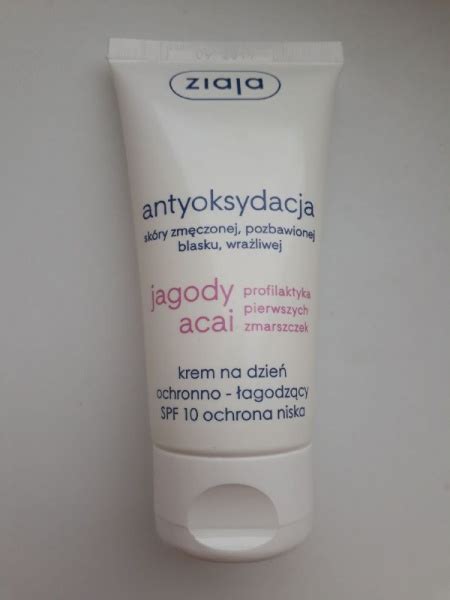 ziaja
antyoksydacja
skóry zmęczonej, pozbawionej
blasku, wrażliwej
jagody
acai
profilaktyka
pierwszych
zmarszczek
krem na dzień
ochronno - łagodzący
SPF 10 ochrona niska